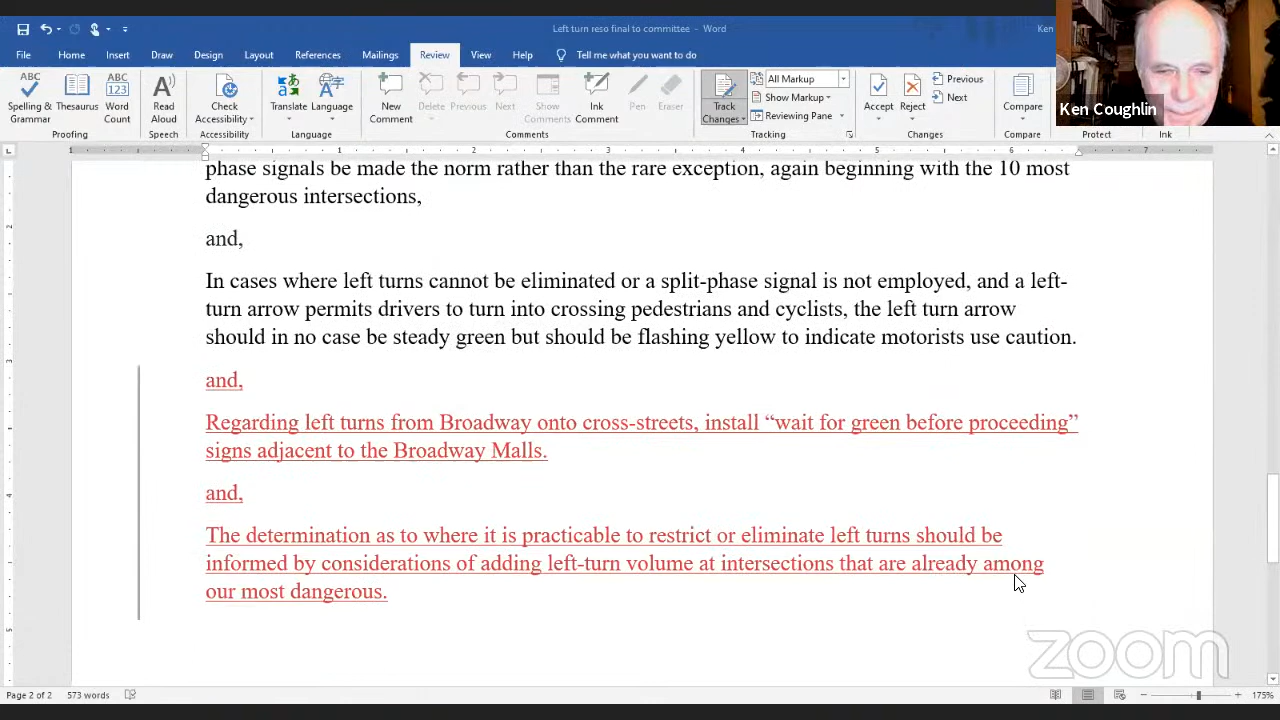 Left turn reso final to committee - Word
Ken
File Home Insert Draw Design Layout References Mailings Review View Help Tell me what you want to do
ABC
ABC
123
A
Spelling & Grammar
Thesaurus
Word Count
Read Aloud
Check Accessibility
Translate
Language
New Comment
Delete
Previous
Next
Show Comments
Ink Comment
Pen
Eraser
Track Changes
All Markup
Show Markup
Reviewing Pane
Accept
Reject
Previous
Next
Compare
Proofing Speech Accessibility Language Comments Tracking Changes Compare Protect Ink
Ken Coughlin
1 2 3 4 5 6 7
phase signals be made the norm rather than the rare exception, again beginning with the 10 most
dangerous intersections,
and,
In cases where left turns cannot be eliminated or a split-phase signal is not employed, and a left-
turn arrow permits drivers to turn into crossing pedestrians and cyclists, the left turn arrow
should in no case be steady green but should be flashing yellow to indicate motorists use caution.
and,
Regarding left turns from Broadway onto cross-streets, install “wait for green before proceeding”
signs adjacent to the Broadway Malls.
and,
The determination as to where it is practicable to restrict or eliminate left turns should be
informed by considerations of adding left-turn volume at intersections that are already among
our most dangerous.
zoom
Page 2 of 2 573 words 175%